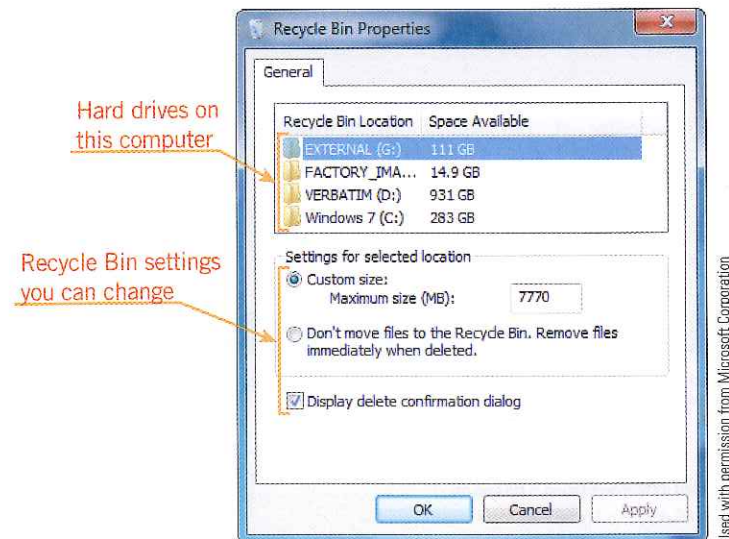 Recycle Bin Properties
General
Hard drives on
this computer
Recycle Bin Location Space Available
EXTERNAL (G:) 111 GB
FACTORY_IMA... 14.9 GB
VERBATIM (D:) 931 GB
Windows 7 (C:) 283 GB
Recycle Bin settings
you can change
Settings for selected location
Custom size:
Maximum size (MB): 7770
Don't move files to the Recycle Bin. Remove files
immediately when deleted.
Display delete confirmation dialog
OK Cancel Apply
with permission from Microsoft Corporation